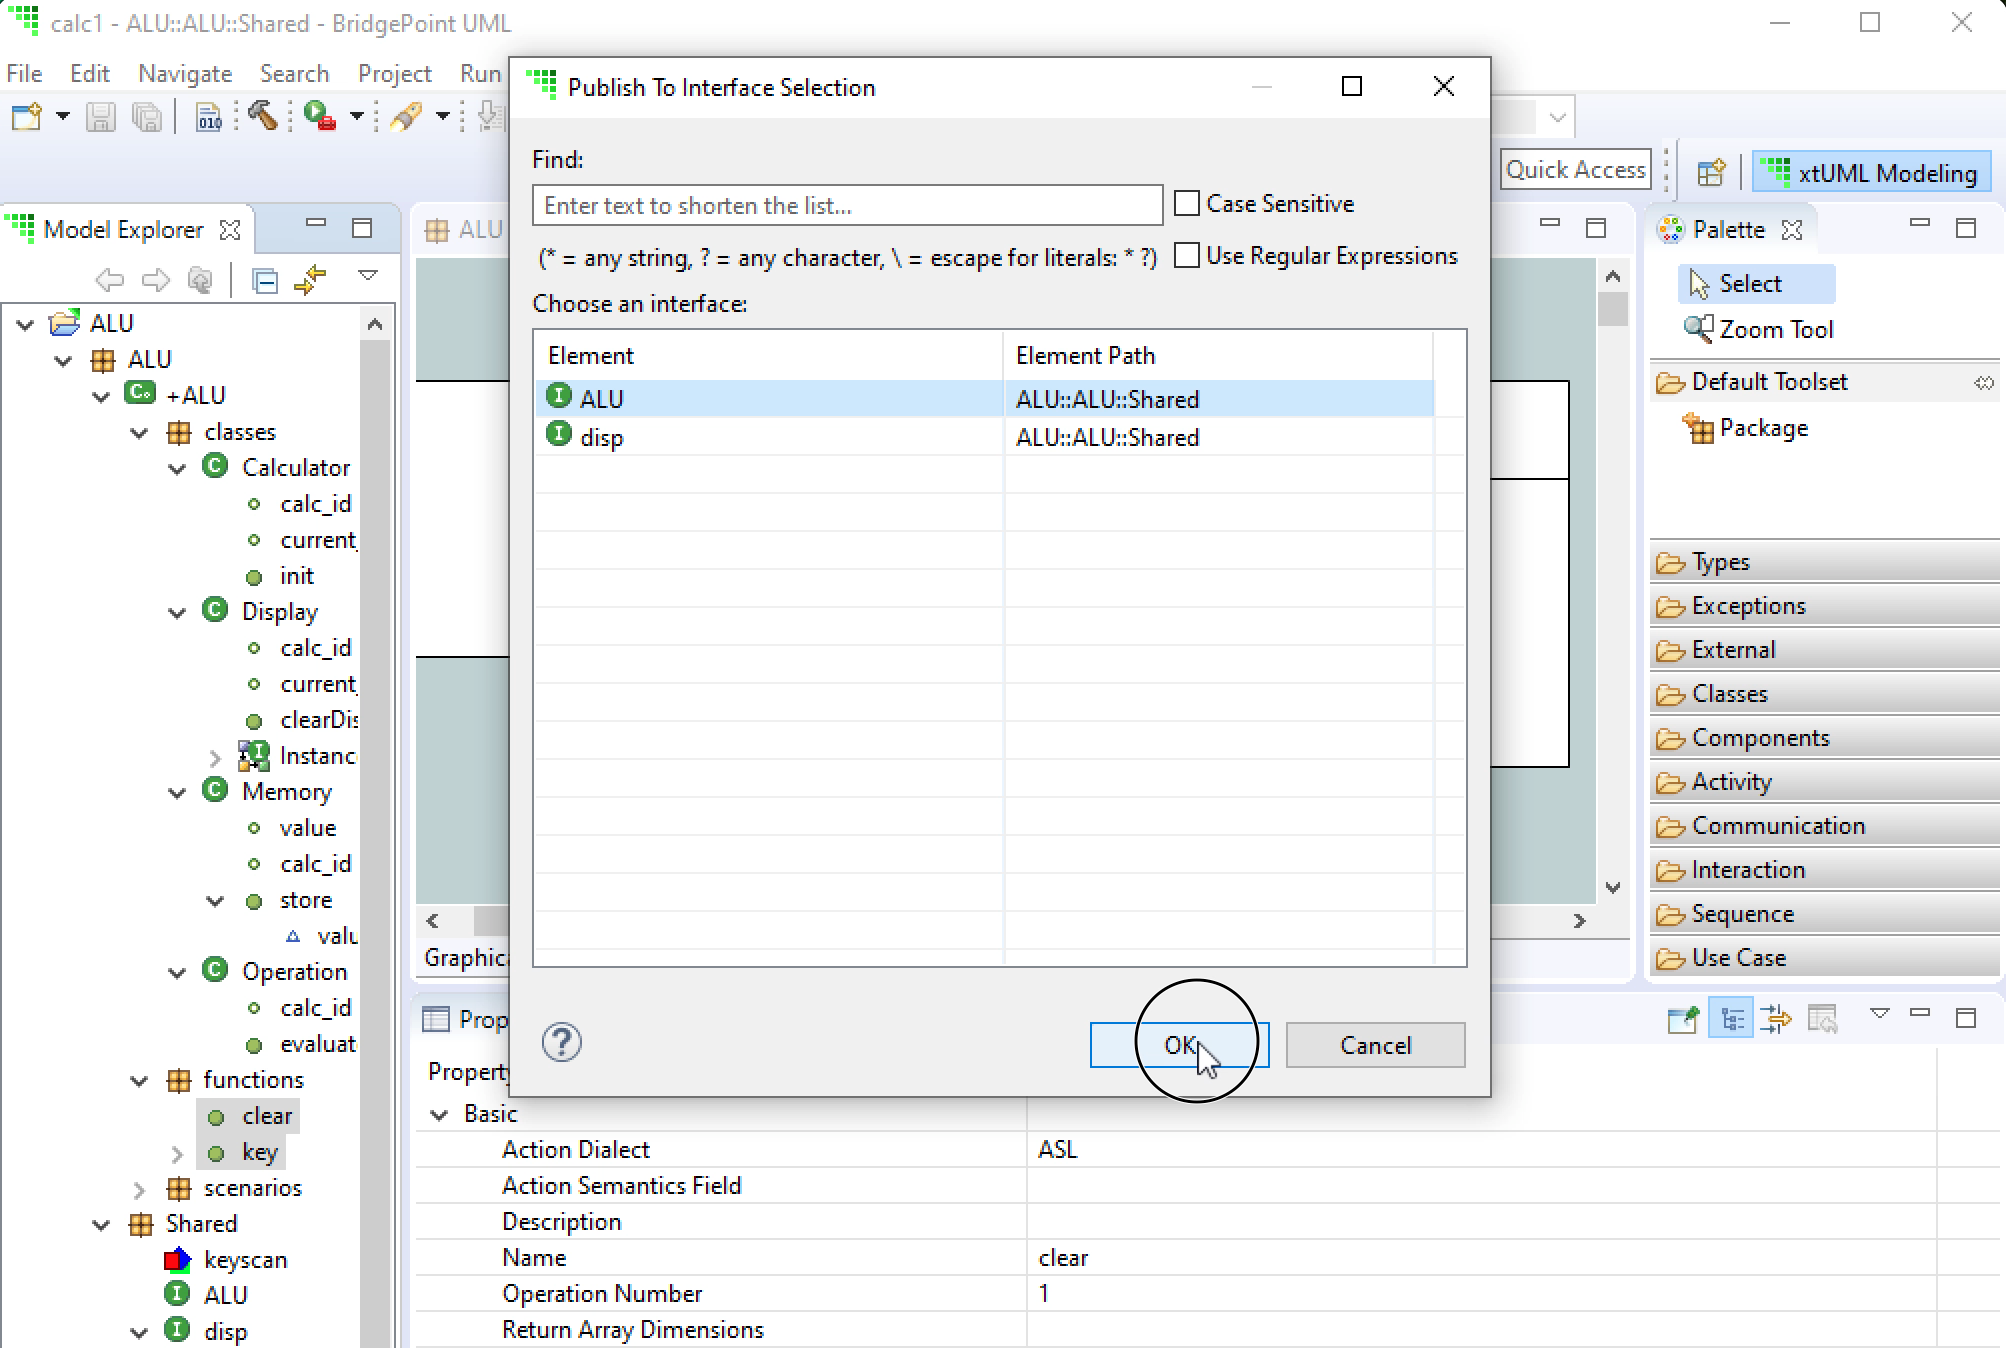 calc1 - ALU::ALU::Shared - BridgePoint UML
File Edit Navigate Search Project Run
010
Quick Access
xtUML Modeling
Model Explorer
ALU
ALU
+ALU
classes
Calculator
calc_id
current_
init
Display
calc_id
current_
clearDis
Instanc
Memory
value
calc_id
store
valu
Operation
calc_id
evaluat
functions
clear
key
scenarios
Shared
keyscan
ALU
disp
ALU
Graphica
Publish To Interface Selection
Find:
Enter text to shorten the list...
Case Sensitive
(* = any string, ? = any character, \ = escape for literals: * ?)
Use Regular Expressions
Choose an interface:
Element Element Path
ALU ALU::ALU::Shared
disp ALU::ALU::Shared
OK
Cancel
Palette
Select
Zoom Tool
Default Toolset
Package
Types
Exceptions
External
Classes
Components
Activity
Communication
Interaction
Sequence
Use Case
Prop
Property
Basic
Action Dialect ASL
Action Semantics Field
Description
Name clear
Operation Number 1
Return Array Dimensions